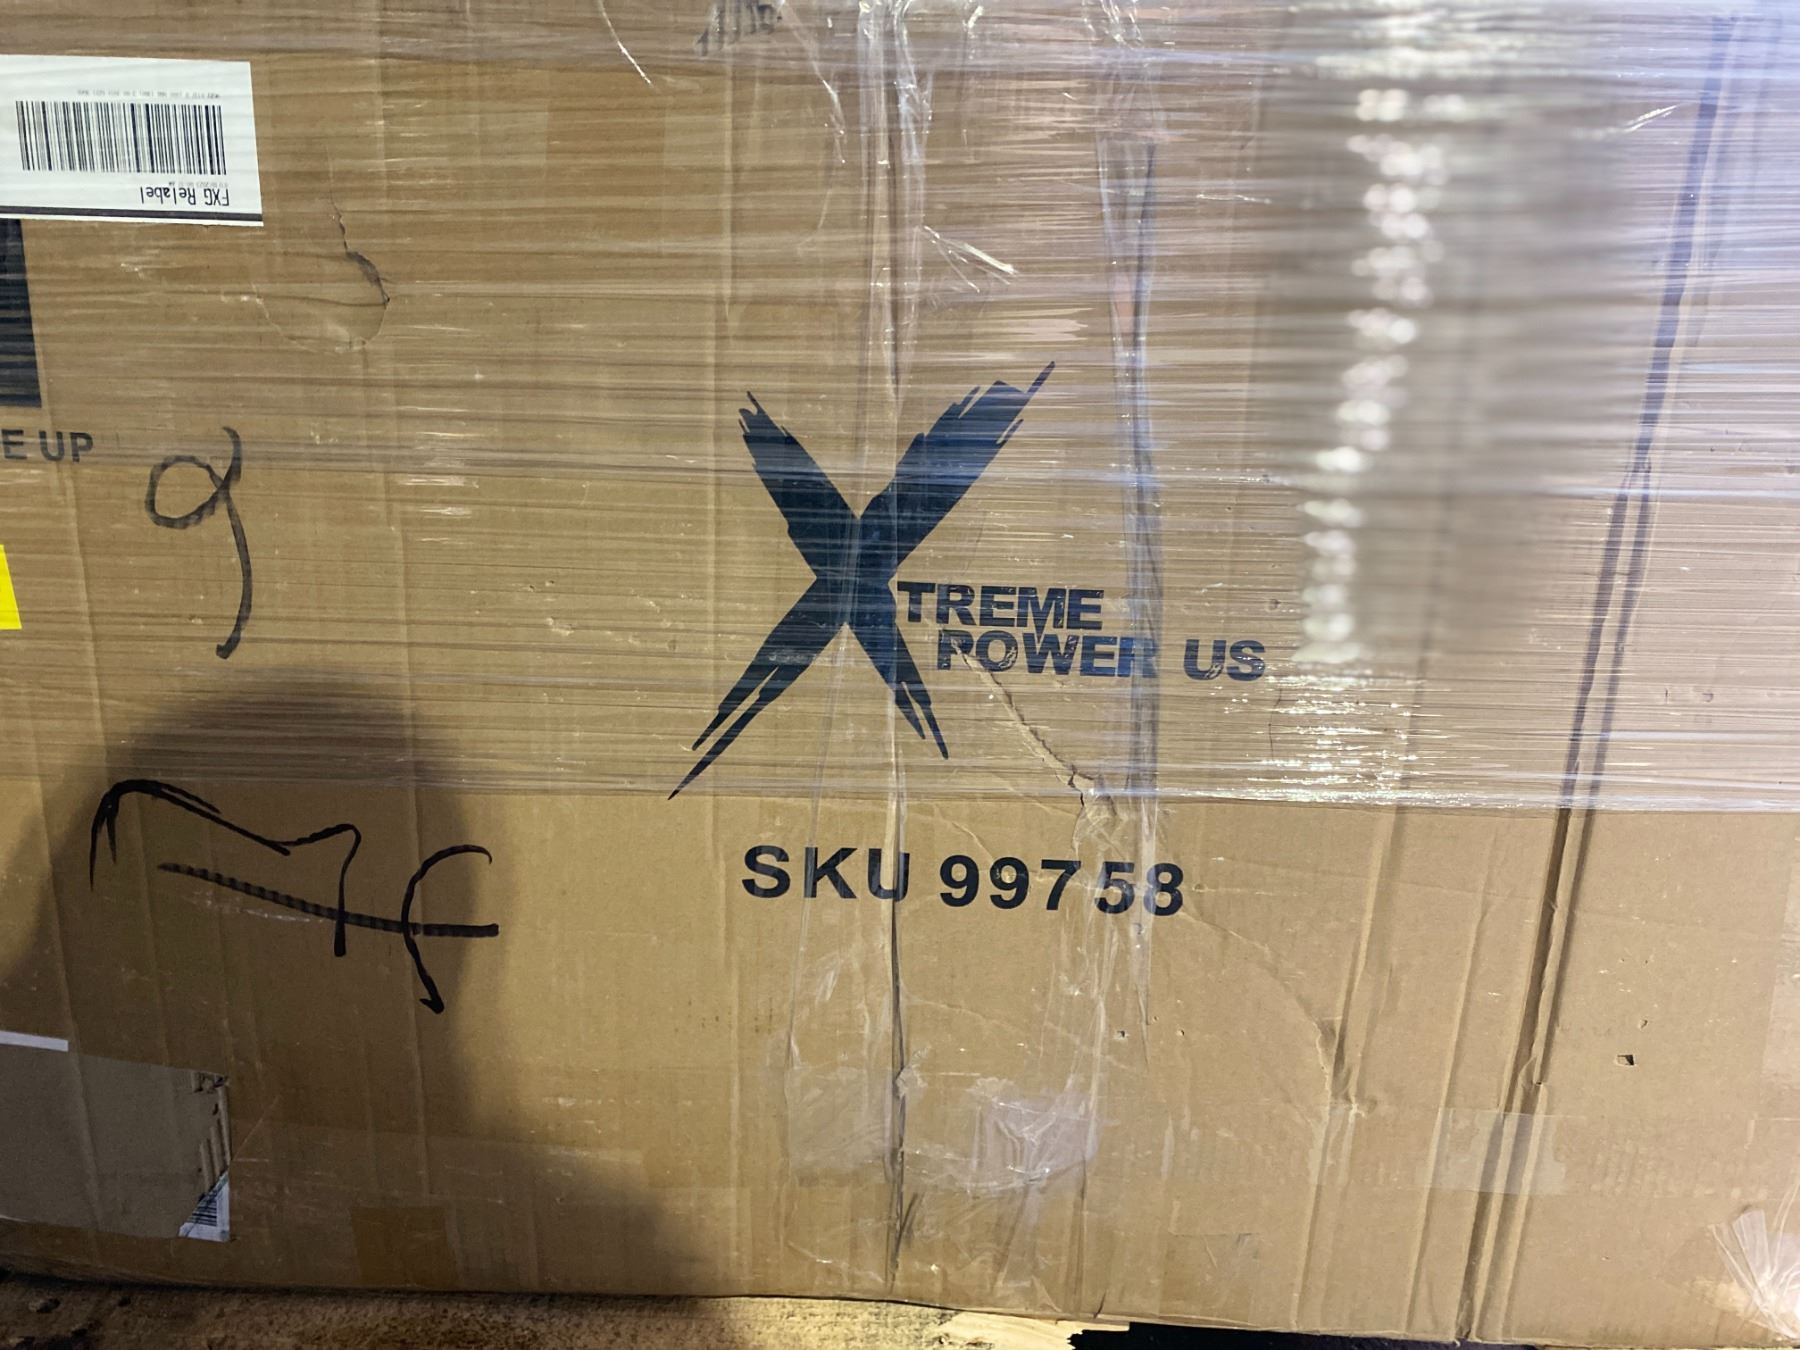 FXG Relabel
E UP
9
XTREME
POWER US
SKU 99758